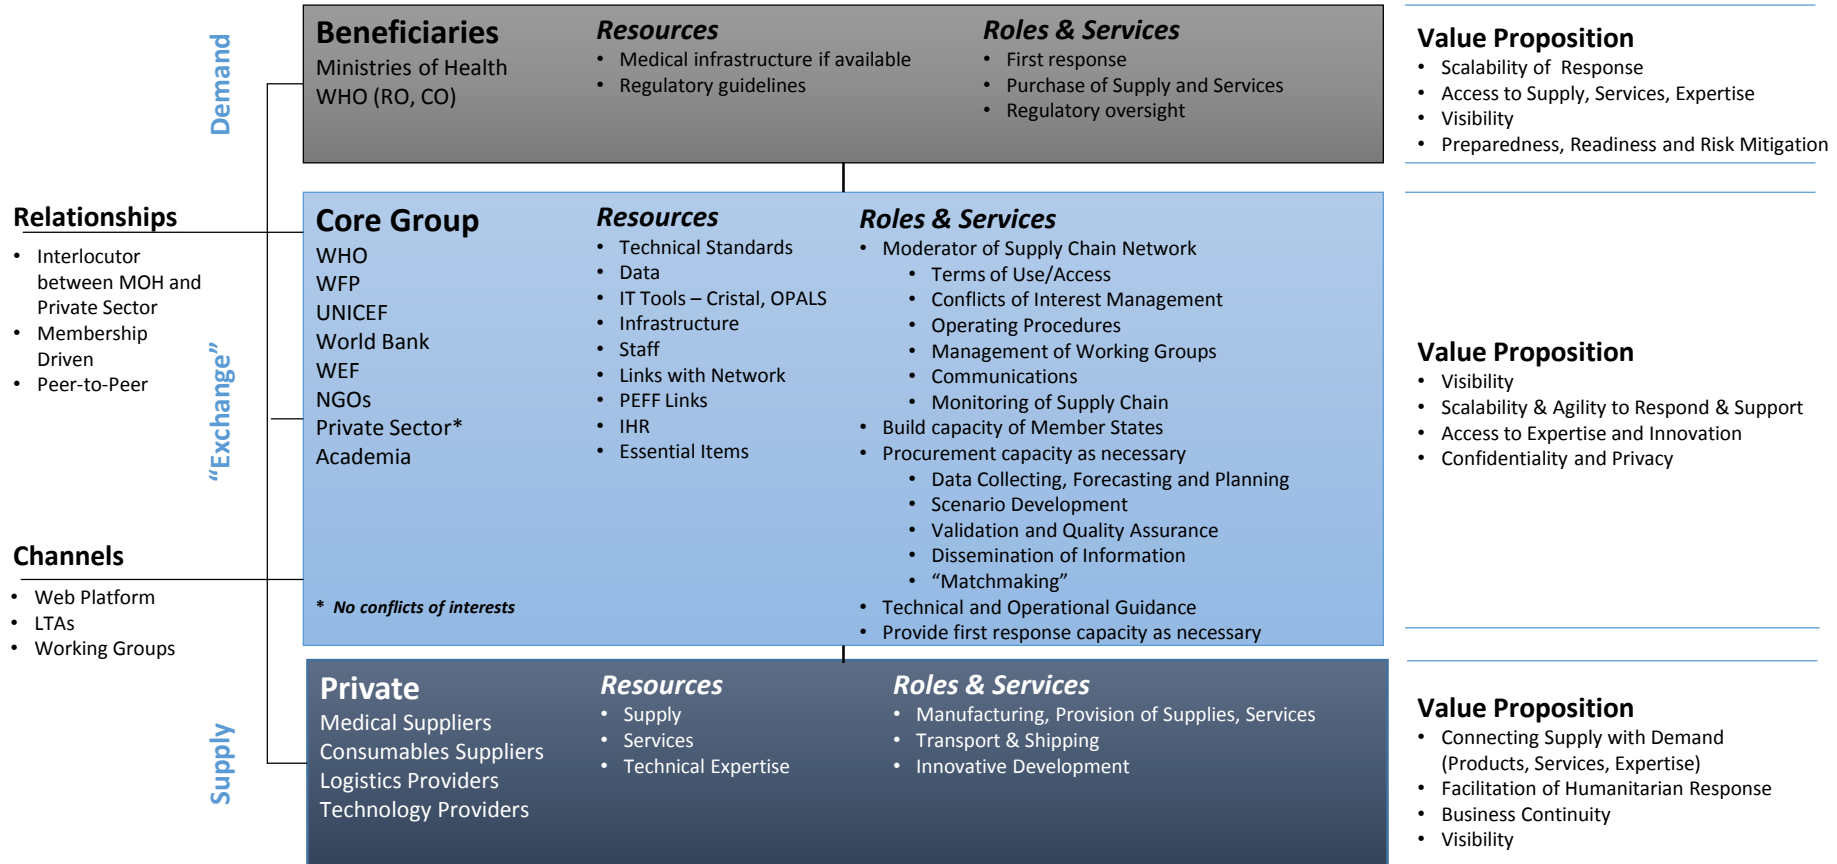 Demand
Beneficiaries
Ministries of Health
WHO (RO, CO)
Resources
• Medical infrastructure if available
• Regulatory guidelines
Roles & Services
• First response
• Purchase of Supply and Services
• Regulatory oversight
Value Proposition
• Scalability of Response
• Access to Supply, Services, Expertise
• Visibility
• Preparedness, Readiness and Risk Mitigation
Relationships
• Interlocutor
between MOH and
Private Sector
• Membership
Driven
• Peer-to-Peer
Channels
• Web Platform
• LTAs
• Working Groups
“Exchange”
Core Group
WHO
WFP
UNICEF
World Bank
WEF
NGOs
Private Sector*
Academia
* No conflicts of interests
Resources
• Technical Standards
• Data
• IT Tools – Cristal, OPALS
• Infrastructure
• Staff
• Links with Network
• PEFF Links
• IHR
• Essential Items
Roles & Services
• Moderator of Supply Chain Network
• Terms of Use/Access
• Conflicts of Interest Management
• Operating Procedures
• Management of Working Groups
• Communications
• Monitoring of Supply Chain
• Build capacity of Member States
• Procurement capacity as necessary
• Data Collecting, Forecasting and Planning
• Scenario Development
• Validation and Quality Assurance
• Dissemination of Information
• “Matchmaking”
• Technical and Operational Guidance
• Provide first response capacity as necessary
Value Proposition
• Visibility
• Scalability & Agility to Respond & Support
• Access to Expertise and Innovation
• Confidentiality and Privacy
Supply
Private
Medical Suppliers
Consumables Suppliers
Logistics Providers
Technology Providers
Resources
• Supply
• Services
• Technical Expertise
Roles & Services
• Manufacturing, Provision of Supplies, Services
• Transport & Shipping
• Innovative Development
Value Proposition
• Connecting Supply with Demand
(Products, Services, Expertise)
• Facilitation of Humanitarian Response
• Business Continuity
• Visibility